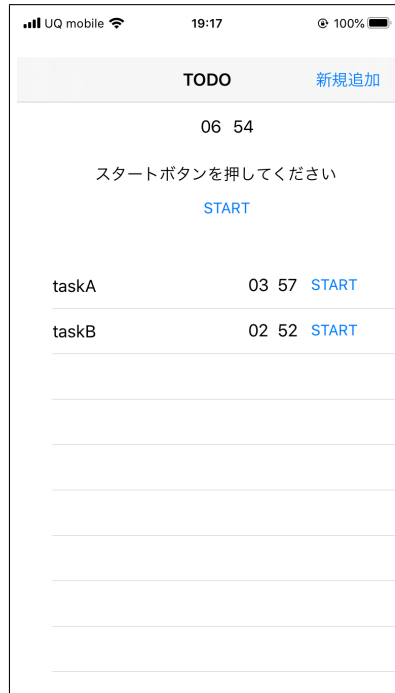 UQ mobile 19:17 100%
TODO 新規追加
06 54
スタートボタンを押してください
START
taskA 03 57 START
taskB 02 52 START